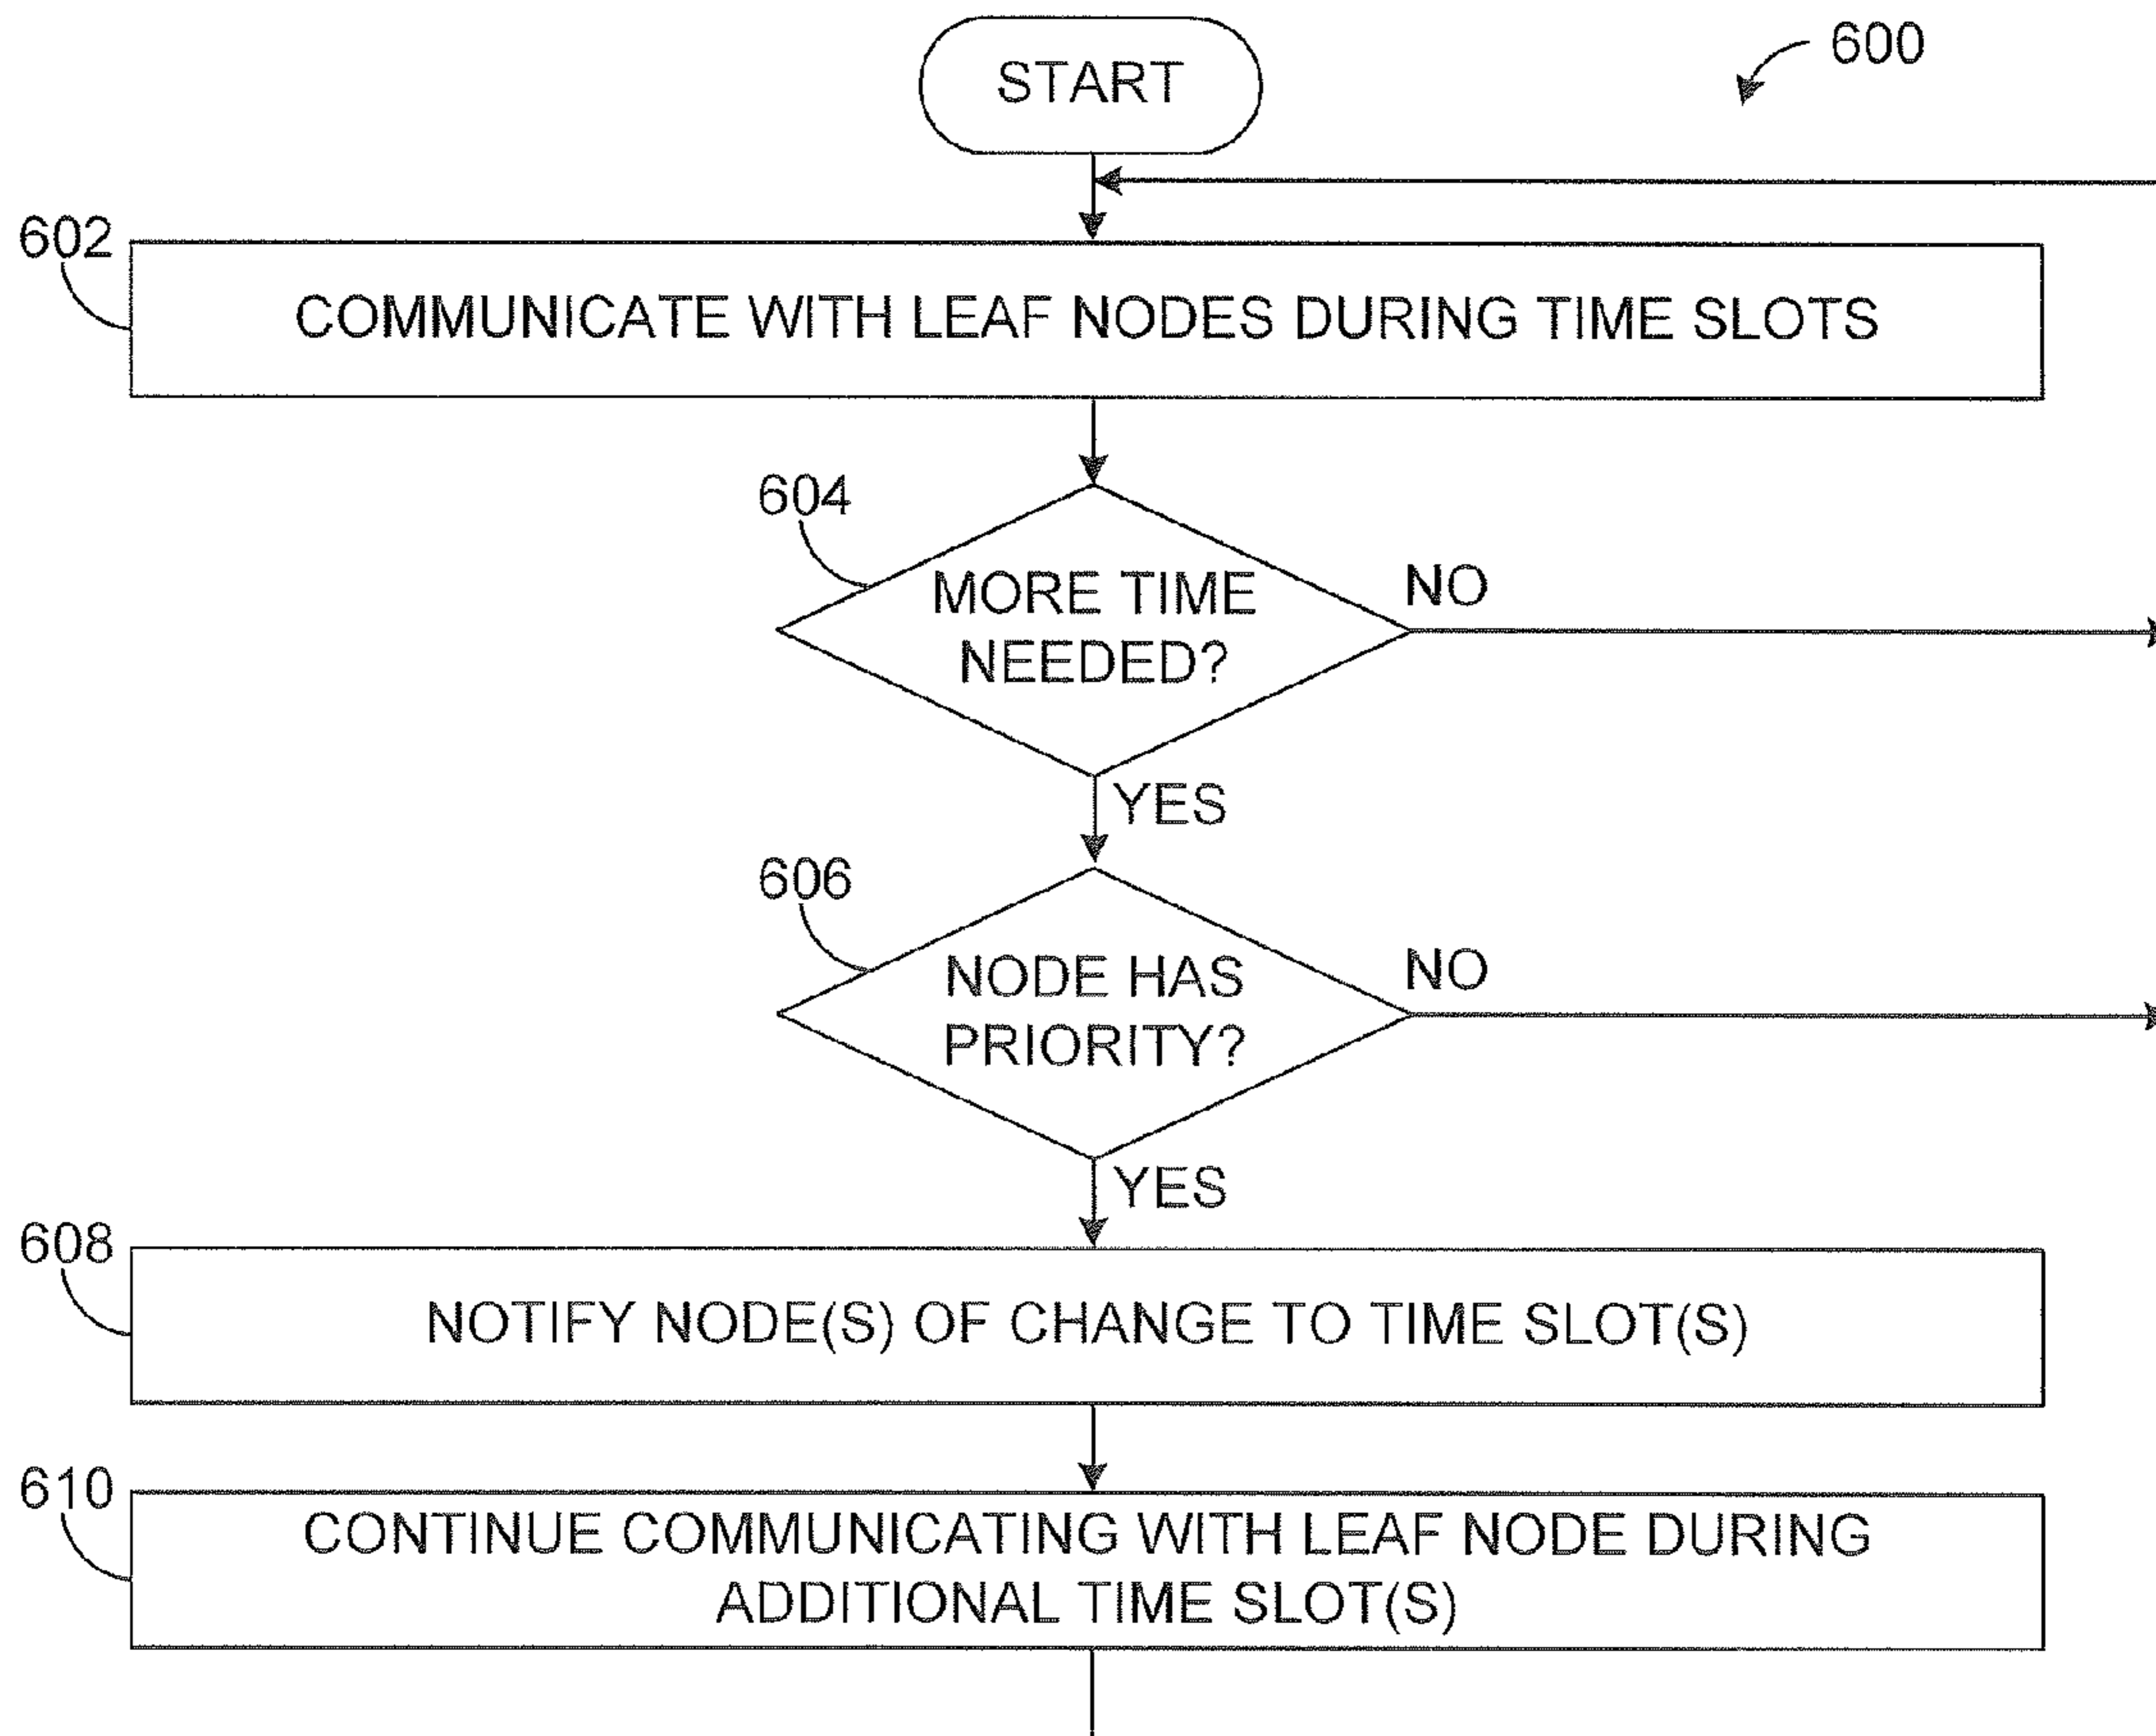 START
600
602
COMMUNICATE WITH LEAF NODES DURING TIME SLOTS
604
MORE TIME
NEEDED?
NO
YES
606
NODE HAS
PRIORITY?
NO
YES
608
NOTIFY NODE(S) OF CHANGE TO TIME SLOT(S)
610
CONTINUE COMMUNICATING WITH LEAF NODE DURING
ADDITIONAL TIME SLOT(S)